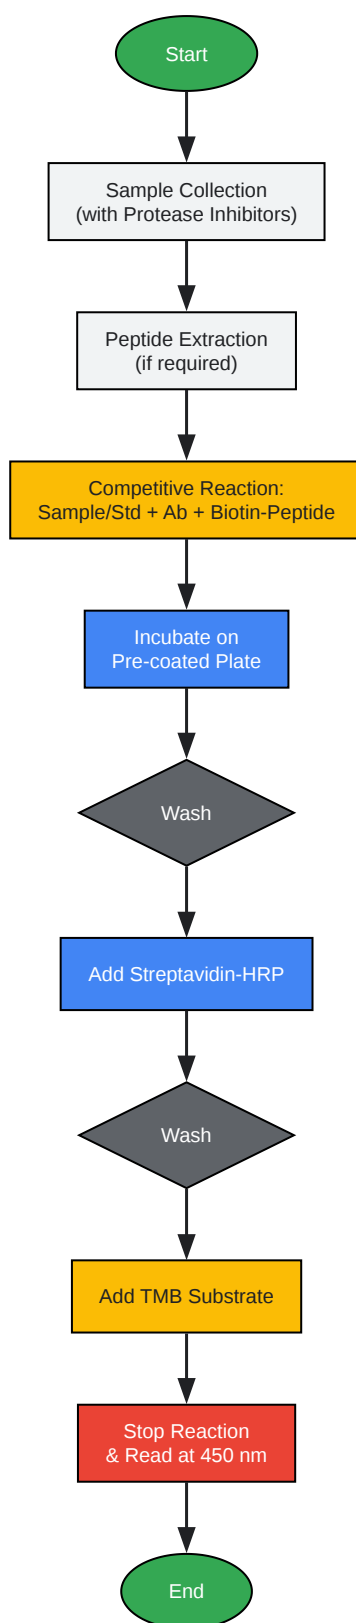 Start
Sample Collection
(with Protease Inhibitors)
Peptide Extraction
(if required)
Competitive Reaction:
Sample/Std + Ab + Biotin-Peptide
Incubate on
Pre-coated Plate
Wash
Add Streptavidin-HRP
Wash
Add TMB Substrate
Stop Reaction
& Read at 450 nm
End